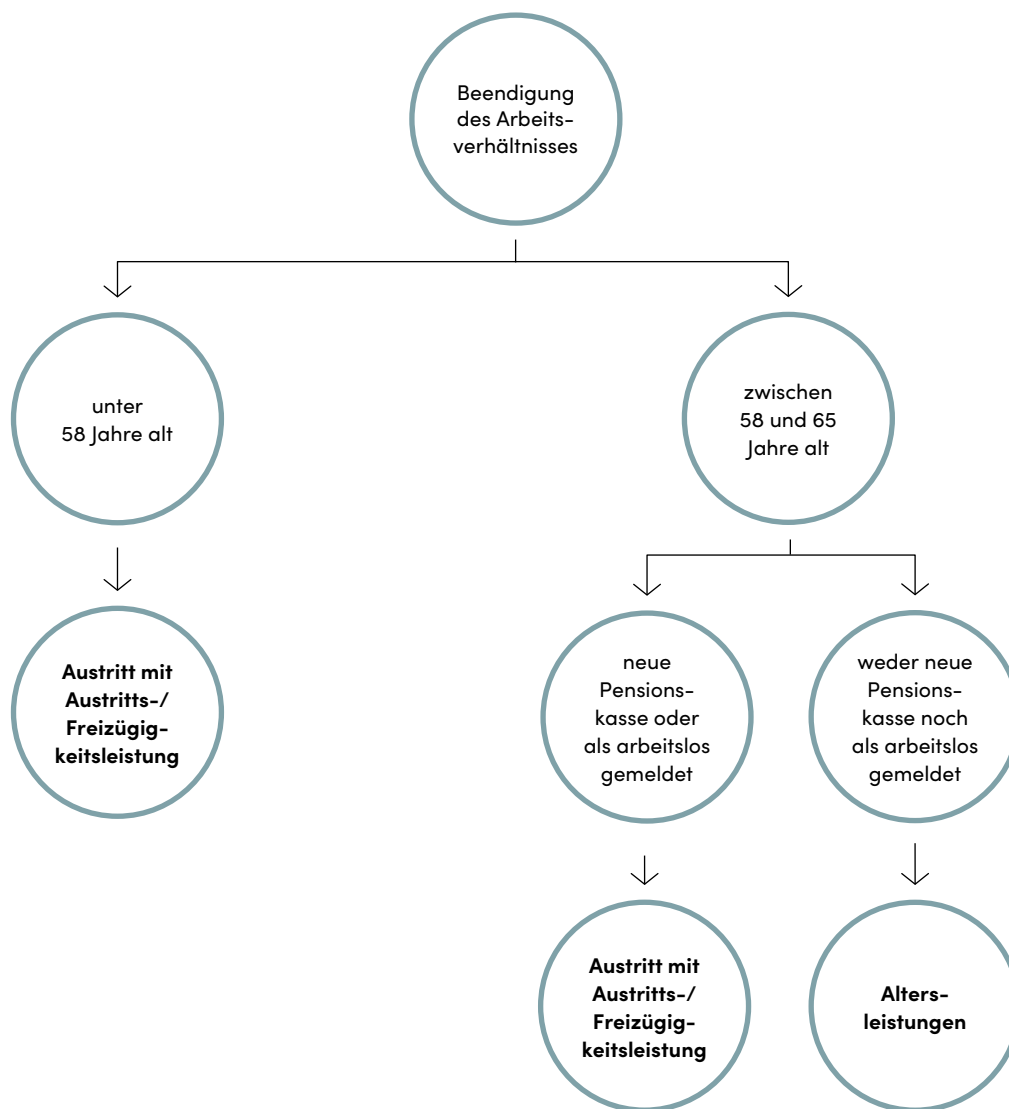 Beendigung
des Arbeits-
verhältnisses
unter
58 Jahre alt
zwischen
58 und 65
Jahre alt
Austritt mit
Austritts-/
Freizügig-
keitsleistung
neue
Pensions-
kasse oder
als arbeitslos
gemeldet
weder neue
Pensions-
kasse noch
als arbeitslos
gemeldet
Austritt mit
Austritts-/
Freizügig-
keitsleistung
Alters-
leistungen